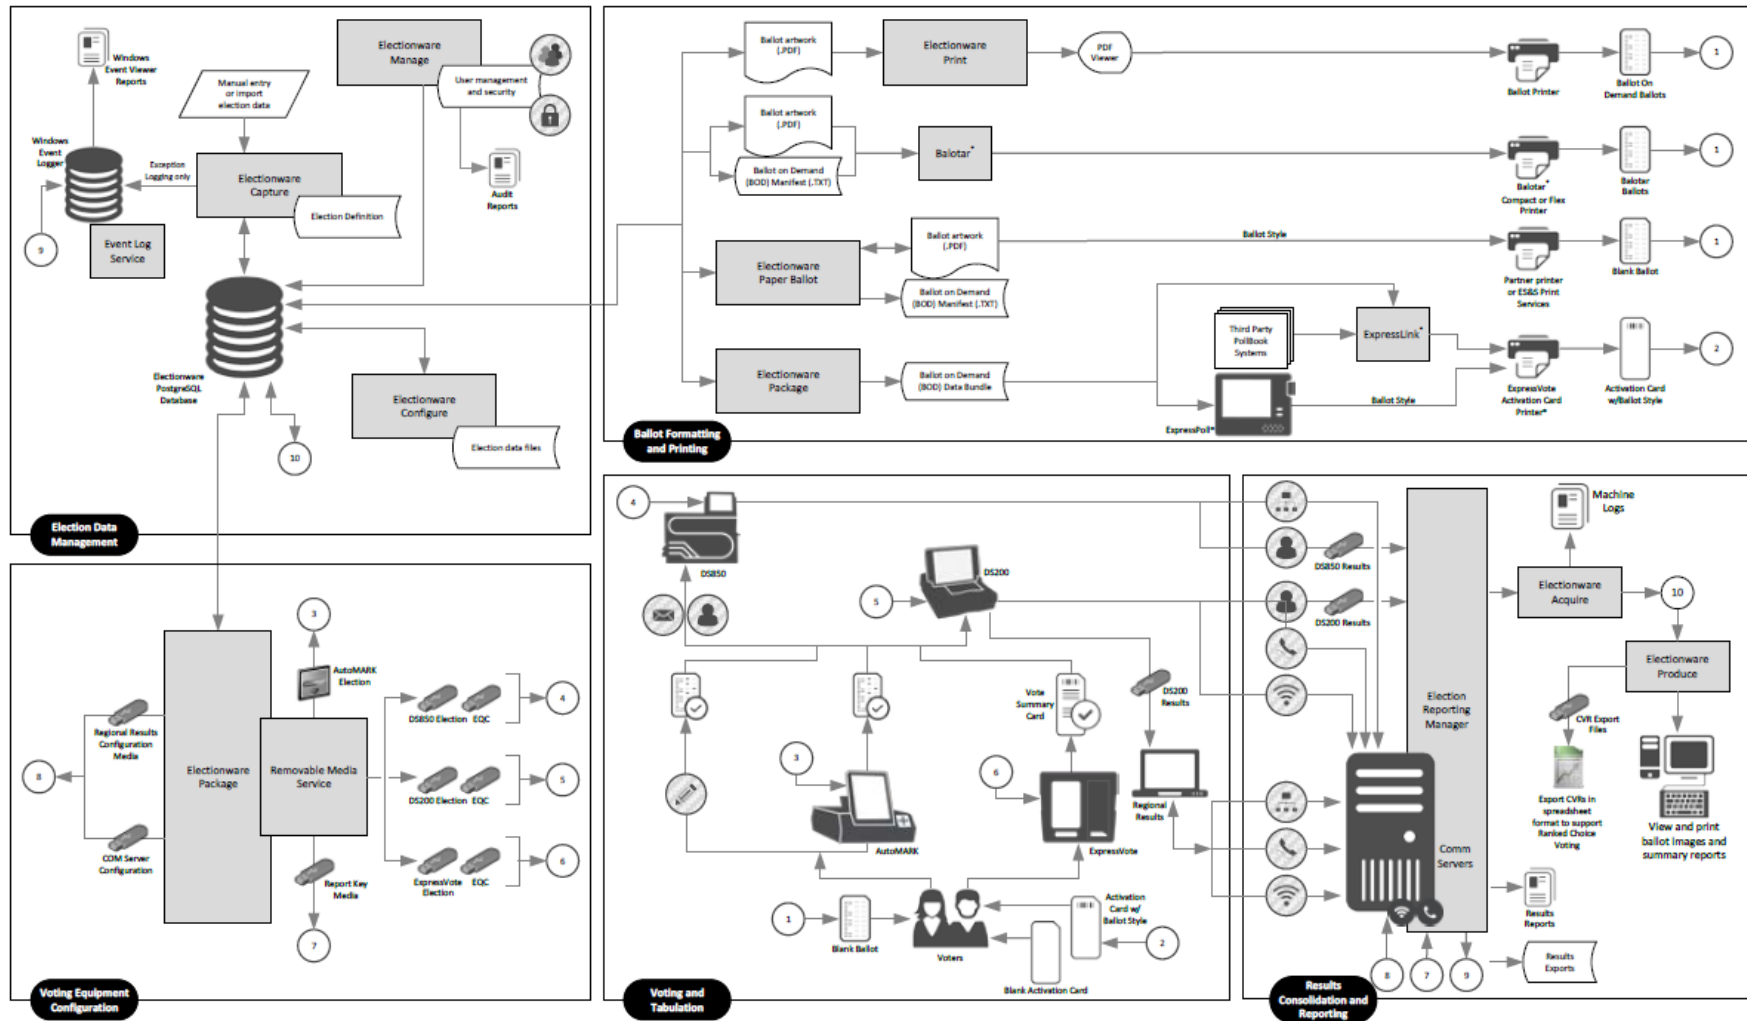 Windows
Event Viewer
Reports
Manual entry
or import
election data
Electionware
Manage
User management
and security
Windows
Event
Logger
Exception
Logging only
Electionware
Capture
Election Definition
Audit
Reports
9
Event Log
Service
Electionware
PostgreSQL
Database
10
Electionware
Configure
Election data files
Election Data
Management
Ballot artwork
(.PDF)
Electionware
Print
PDF
Viewer
Ballot Printer
Ballot On
Demand Ballots
1
Ballot artwork
(.PDF)
Ballot on Demand
(BOD) Manifest (.TXT)
Balotar+
Balotar+
Compact or Flex
Printer
Balotar
Ballots
1
Electionware
Paper Ballot
Ballot artwork
(.PDF)
Ballot on Demand
(BOD) Manifest (.TXT)
Ballot Style
Partner printer
or ES&S Print
Services
Blank Ballot
1
Third Party
PollBook
Systems
ExpressLink+
Electionware
Package
Ballot on Demand
(BOD) Data Bundle
ExpressPoll®
Ballot Style
ExpressVote
Activation Card
Printer®
Activation Card
w/Ballot Style
2
Ballot Formatting
and Printing
3
AutoMARK
Election
Regional Results
Configuration
Media
8
COM Server
Configuration
Electionware
Package
Removable Media
Service
DS850 Election EQC
4
DS200 Election EQC
5
ExpressVote EQC
Election
6
Report Key
Media
7
Voting Equipment
Configuration
4
DS850
5
DS200
Vote
Summary
Card
DS200
Results
3
AutoMARK
6
ExpressVote
Regional
Results
1
Blank Ballot
Voters
Activation
Card w/
Ballot Style
2
Blank Activation Card
Voting and
Tabulation
DS850 Results
DS200 Results
Election
Reporting
Manager
Comm
Servers
Machine
Logs
Electionware
Acquire
10
Electionware
Produce
CVR Export
Files
Export CVRs in
spreadsheet
format to support
Ranked Choice
Voting
View and print
ballot images and
summary reports
Results
Reports
Results
Exports
8
7
9
Results
Consolidation and
Reporting